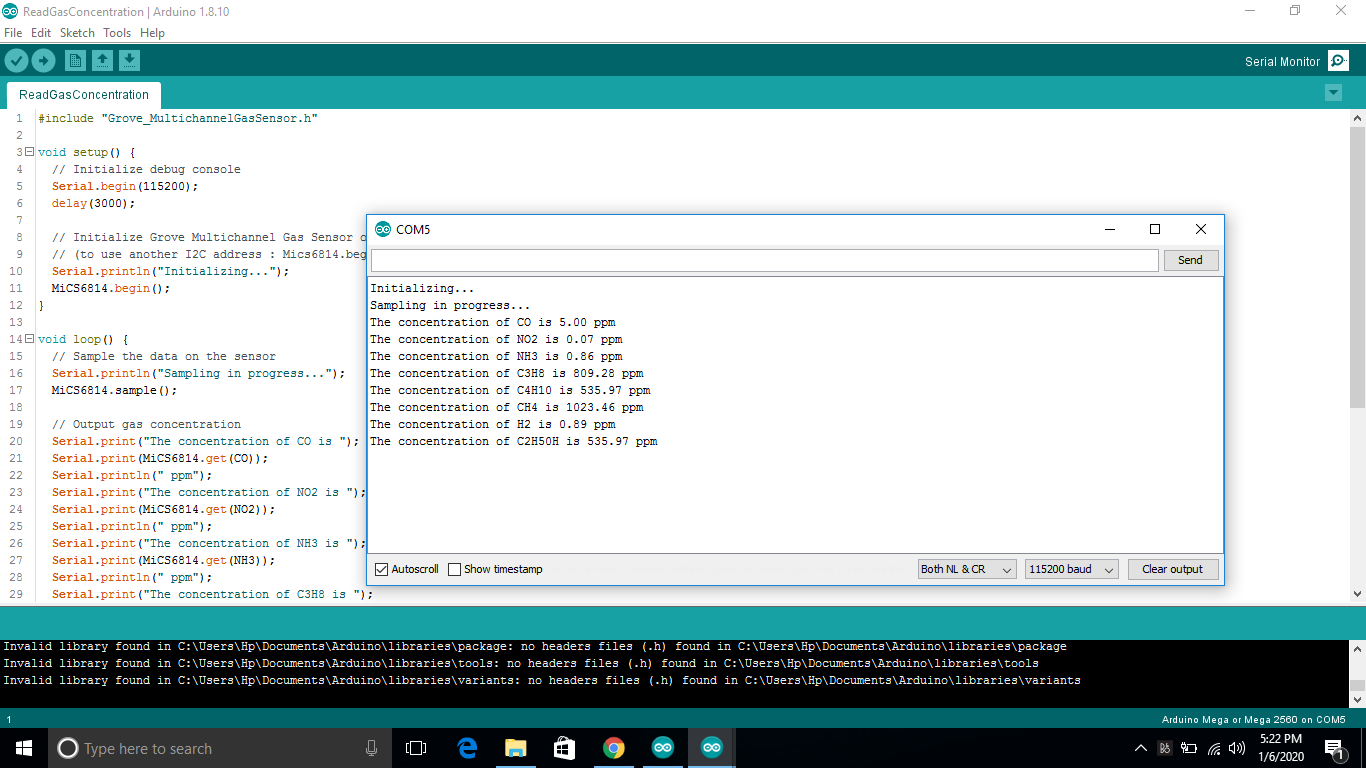 ReadGasConcentration | Arduino 1.8.10
File Edit Sketch Tools Help
Serial Monitor
ReadGasConcentration
1 #include "Grove_MultichannelGasSensor.h"
2
3 void setup() {
4 // Initialize debug console
5 Serial.begin(115200);
6 delay(3000);
7
8 // Initialize Grove Multichannel Gas Sensor
9 // (to use another I2C address : Mics6814.beg
10 Serial.println("Initializing...");
11 MiCS6814.begin();
12 }
13
14 void loop() {
15 // Sample the data on the sensor
16 Serial.println("Sampling in progress...");
17 MiCS6814.sample();
18
19 // Output gas concentration
20 Serial.print("The concentration of CO is ");
21 Serial.print(MiCS6814.get(CO));
22 Serial.println(" ppm");
23 Serial.print("The concentration of NO2 is ");
24 Serial.print(MiCS6814.get(NO2));
25 Serial.println(" ppm");
26 Serial.print("The concentration of NH3 is ");
27 Serial.print(MiCS6814.get(NH3));
28 Serial.println(" ppm");
29 Serial.print("The concentration of C3H8 is ");
COM5
Send
Initializing...
Sampling in progress...
The concentration of CO is 5.00 ppm
The concentration of NO2 is 0.07 ppm
The concentration of NH3 is 0.86 ppm
The concentration of C3H8 is 809.28 ppm
The concentration of C4H10 is 535.97 ppm
The concentration of CH4 is 1023.46 ppm
The concentration of H2 is 0.89 ppm
The concentration of C2H50H is 535.97 ppm
Autoscroll Show timestamp Both NL & CR 115200 baud Clear output
Invalid library found in C:\Users\Hp\Documents\Arduino\libraries\package: no headers files (.h) found in C:\Users\Hp\Documents\Arduino\libraries\package
Invalid library found in C:\Users\Hp\Documents\Arduino\libraries\tools: no headers files (.h) found in C:\Users\Hp\Documents\Arduino\libraries\tools
Invalid library found in C:\Users\Hp\Documents\Arduino\libraries\variants: no headers files (.h) found in C:\Users\Hp\Documents\Arduino\libraries\variants
1 Arduino Mega or Mega 2560 on COM5
Type here to search
5:22 PM
1/6/2020
1